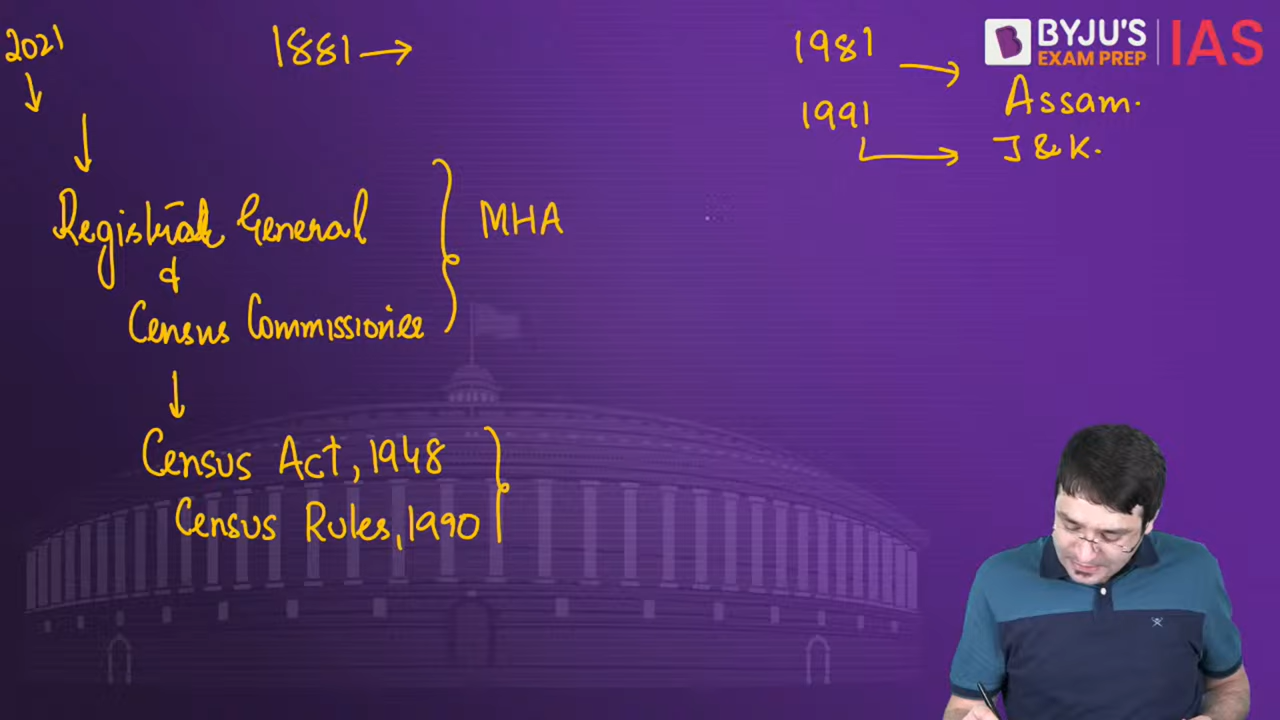 2021
1881 →
1981 →
Assam.
1991 →
J & K.
BYJU'S
EXAM PREP
IAS
Registrar General
&
Census Commissioner
MHA
Census Act, 1948
Census Rules, 1990